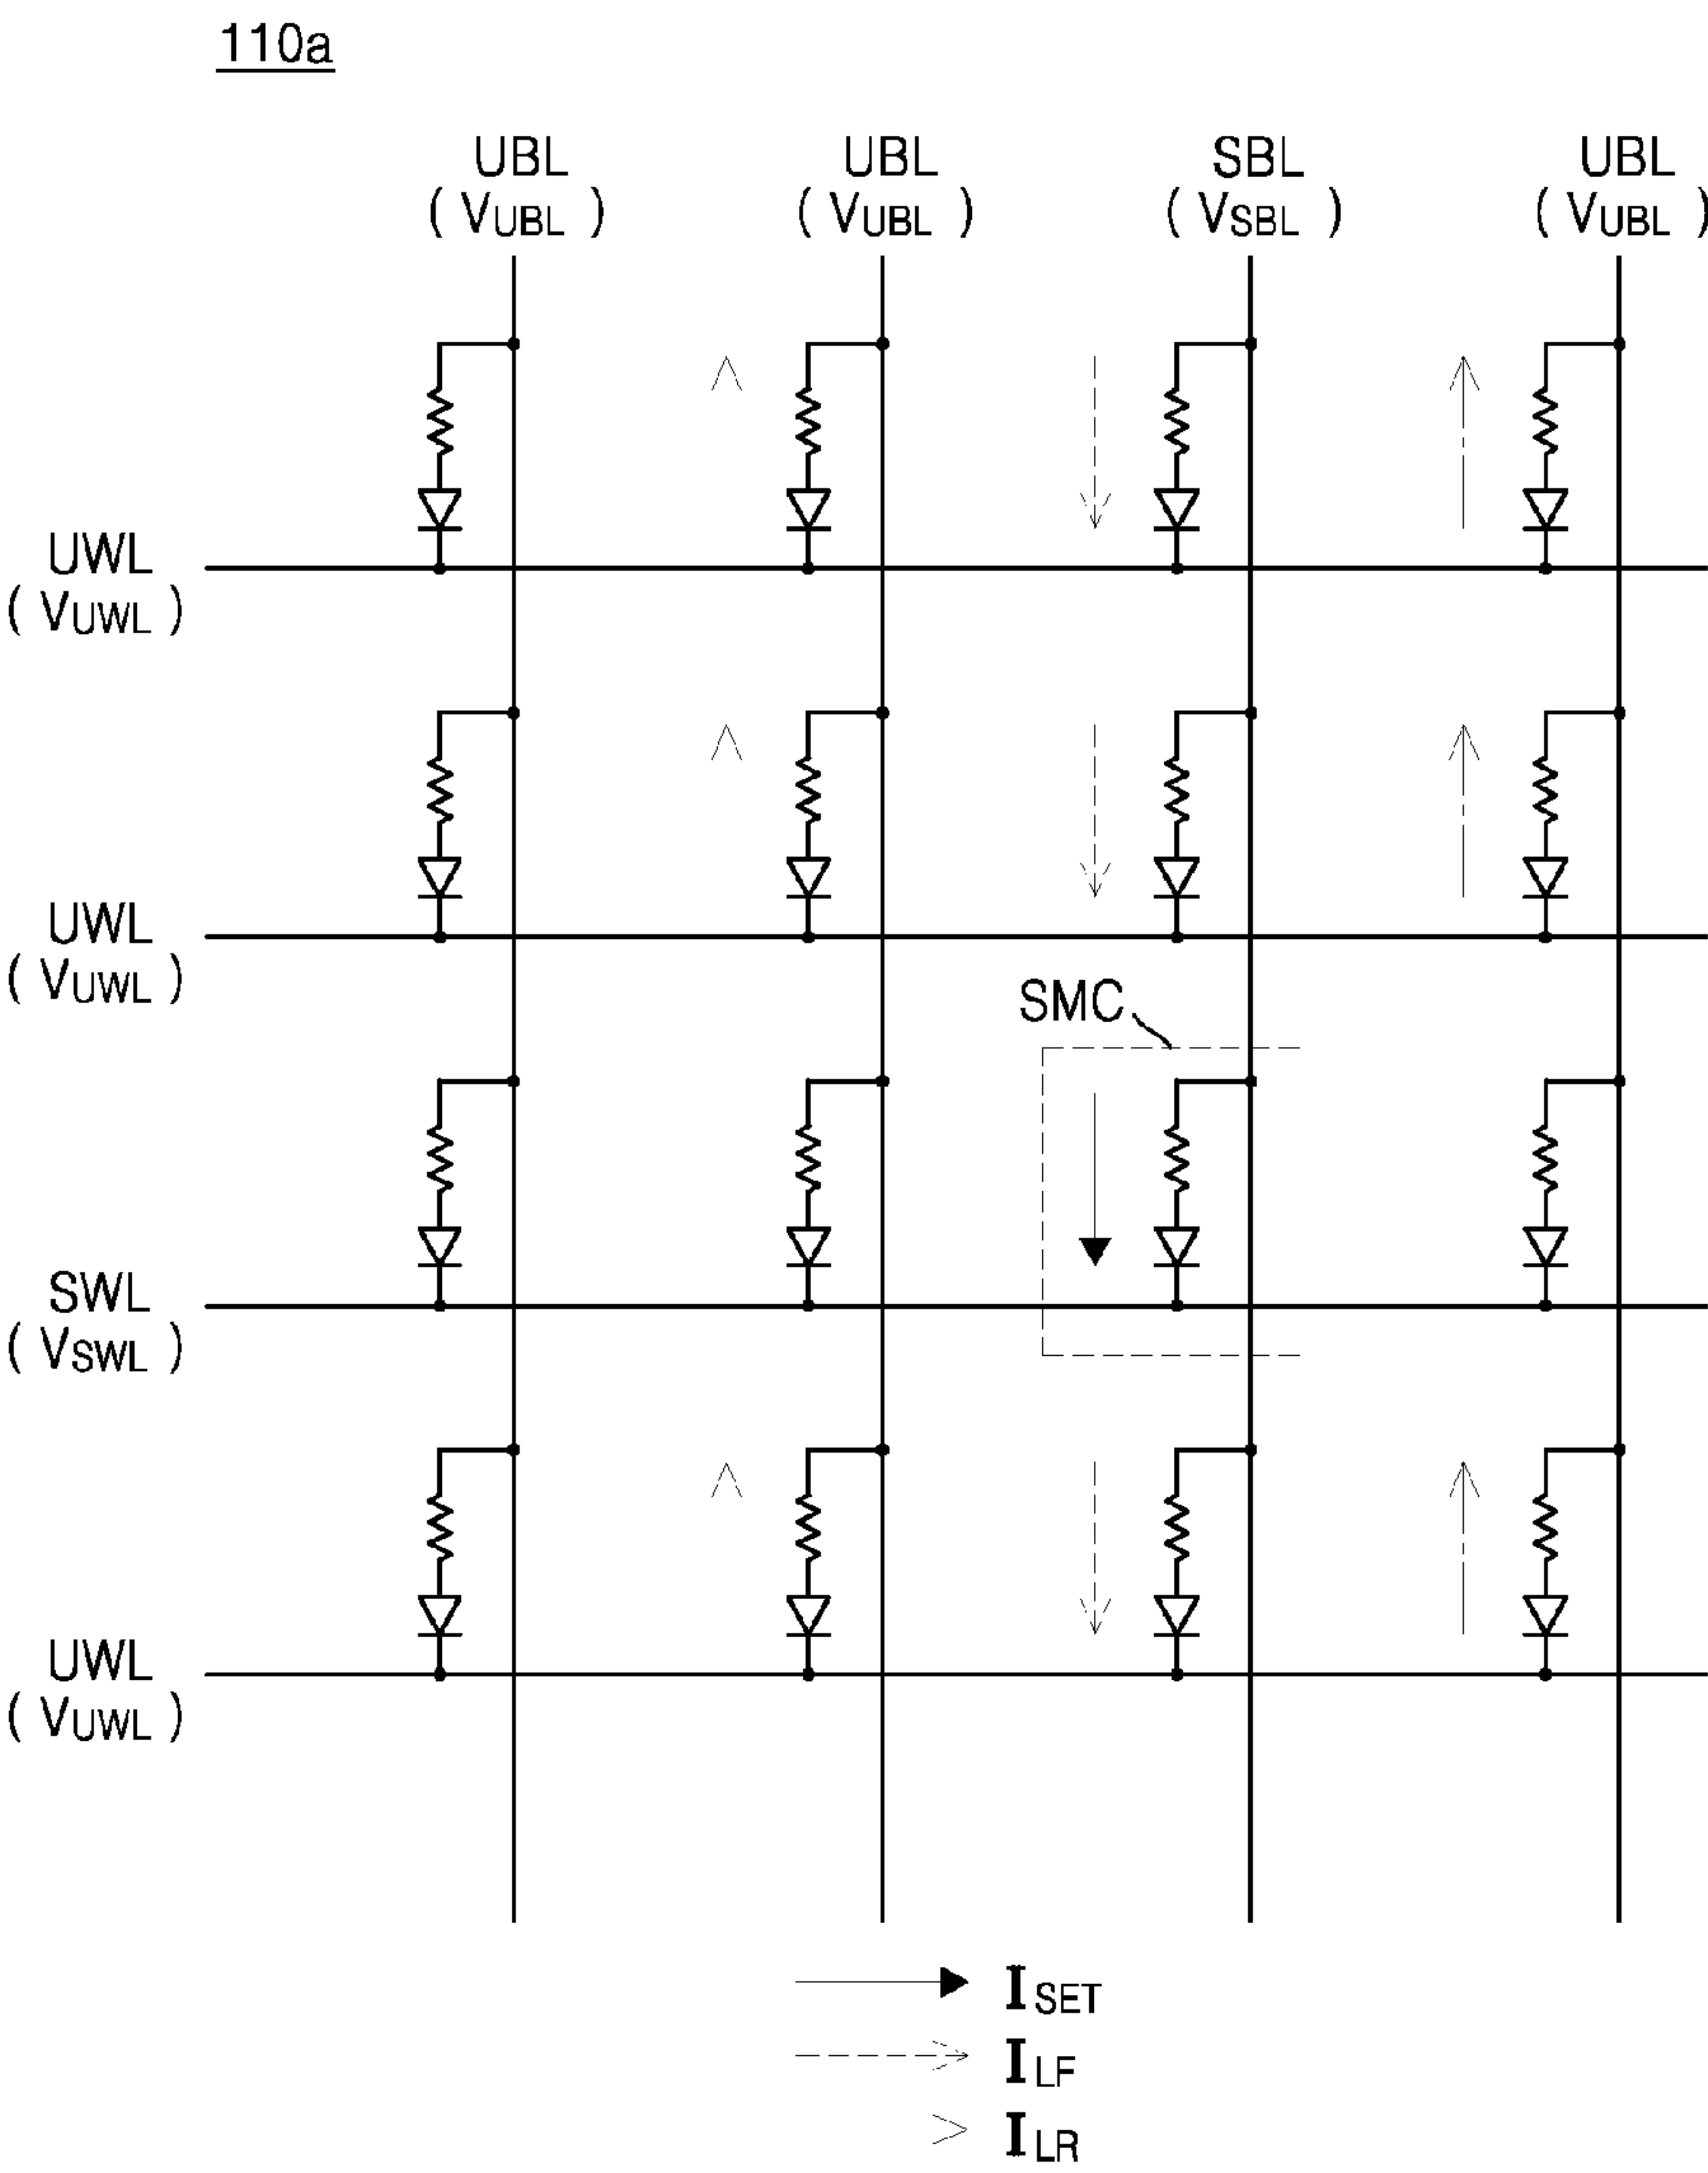 110a
UBL UBL SBL UBL
( VUBL ) ( VUBL ) ( VSBL ) ( VUBL )
UWL
( VUWL )
UWL
( VUWL )
SMC
SWL
( VSWL )
UWL
( VUWL )
ISET
ILF
ILR